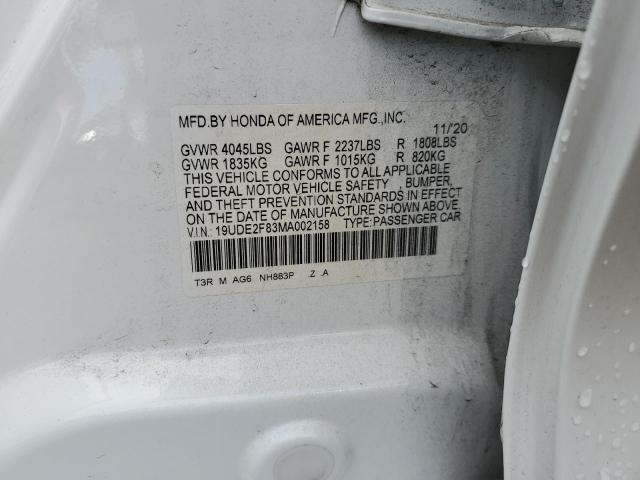 MFD.BY HONDA OF AMERICA MFG.,INC. 11/20
GVWR 4045LBS GAWR F 2237LBS R 1808LBS
GVWR 1835KG GAWR F 1015KG R 820KG
THIS VEHICLE CONFORMS TO ALL APPLICABLE
FEDERAL MOTOR VEHICLE SAFETY , BUMPER,
AND THEFT PREVENTION STANDARDS IN EFFECT
ON THE DATE OF MANUFACTURE SHOWN ABOVE.
V.I.N: 19UDE2F83MA002158 TYPE:PASSENGER CAR
T3R M AG6 NH883P .Z .A